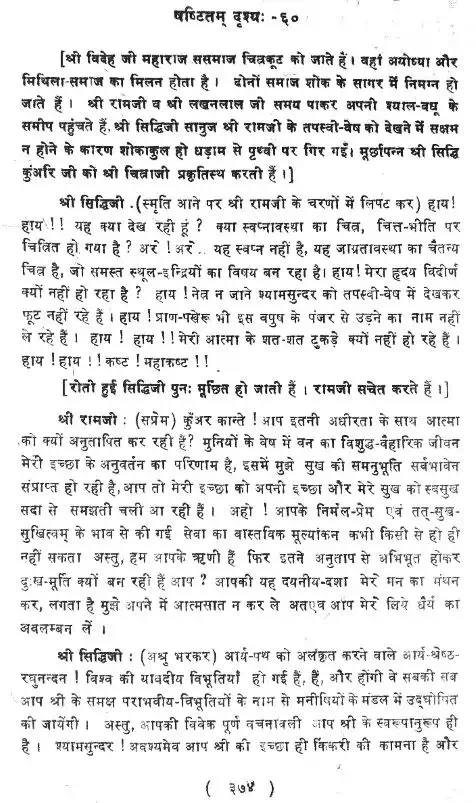 षष्टितम् दृश्यः -६०
[श्री विदेह जी महाराज ससमाज चित्रकूट को जाते हैं। वहां अयोध्या और
मिथिला-समाज का मिलन होता है। दोनों समाज शोक के सागर में निमग्न हो
जाते हैं। श्री रामजी व श्री लखनलाल जी समय पाकर अपनी श्याल-बधू के
समीप पहुंचते हैं, श्री सिद्धिजी सानुज श्री रामजी के तपस्वी-वेष को देखने में सक्षम
न होने के कारण शोकाकुल हो धड़ाम से पृथ्वी पर गिर गई। मूर्छापन्न श्री सिद्धि
कुंअरि जी को श्री चित्राजी प्रकृतिस्थ करती हैं।]
श्री सिद्धिजी .(स्मृति आने पर श्री रामजी के चरणों में लिपट कर) हाय!
हाय!! यह क्या देख रही हूं? क्या स्वप्नावस्था का चित्र, चित्त-भीति पर
चित्रित हो गया है? अरे! अरे... यह स्वप्न नहीं है, यह जाग्रतावस्था का चैतन्य
चित्र है, जो समस्त स्थूल-इन्द्रियों का विषय बन रहा है। हाय! मेरा हृदय विदीर्ण
क्यों नहीं हो रहा है? हाय! नेत्र न जाने श्यामसुन्दर को तपस्वी-वेष में देखकर
फूट नहीं रहे हैं। हाय! प्राण-पखेरू भी इस वपुष के पंजर से उड़ने का नाम नहीं
ले रहे हैं। हाय! हाय!! मेरी आत्मा के शत-शत टुकड़े क्यों नहीं हो रहे हैं।
हाय! हाय!! कष्ट! महाकष्ट!!
[रोती हुई सिद्धिजी पुनः मूर्छित हो जाती हैं। रामजी सचेत करते हैं।]
श्री रामजी : (सप्रेम) कुँअर कान्ते! आप इतनी अधीरता के साथ आत्मा
को क्यों अनुतापित कर रही हैं? मुनियों के वेष में वन का विशुद्ध-वैहारिक जीवन
मेरी इच्छा के अनुवर्तन का परिणाम है, इसमें मुझे सुख की समनुभूति सर्वभावेन
संप्राप्त हो रही है, आप तो मेरी इच्छा को अपनी इच्छा और मेरे सुख को स्वसुख
सदा से समझती चली आ रही हैं। अहो! आपके निर्मल-प्रेम एवं तत्-सुख-
सुखित्वम् के भाव से की गई सेवा का वास्तविक मूल्यांकन कभी किसी से हो ही
नहीं सकता अस्तु, हम आपके ऋणी हैं फिर इतने अनुताप से अभिभूत होकर
दुःख-मूर्ति क्यों बन रही हैं आप? आपकी यह दयनीय-दशा मेरे मन का मंथन
कर, लगता है मुझे अपने में आत्मसात न कर ले अतएव आप मेरे लिये धैर्य का
अवलम्बन लें।
श्री सिद्धिजी : (अश्रु भरकर) आर्य-पथ को अलंकृत करने वाले आर्य-श्रेष्ठ-
रघुनन्दन! विश्व की यावदीय विभूतियां हो गई हैं, हैं, और होंगी वे सबकी सब
आप श्री के समक्ष पराभवीय-विभूतियों के नाम से मनीषियों के मंडल में उद्घोषित
की जायेंगी। अस्तु, आपकी विवेक पूर्ण वचनावली आप श्री के स्वरूपानुरूप ही
है। श्यामसुन्दर! अवश्यमेव आप श्री की इच्छा ही किंकरी की कामना है और
( ३७४ )